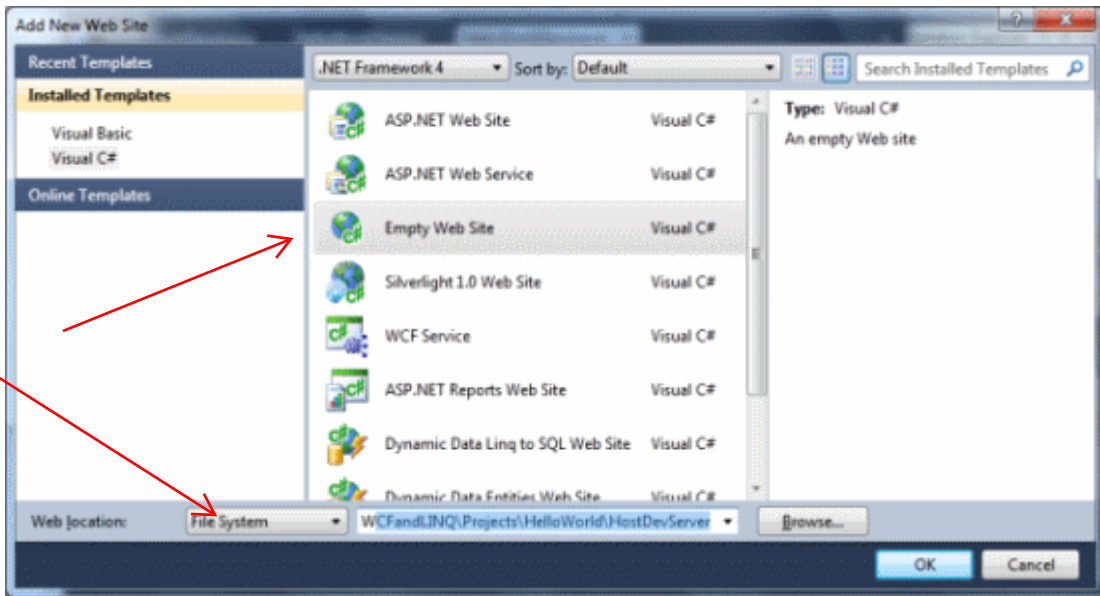 Add New Web Site
Recent Templates
.NET Framework 4 Sort by: Default Search Installed Templates
Installed Templates
Visual Basic
Visual C#
Online Templates
ASP.NET Web Site Visual C#
ASP.NET Web Service Visual C#
Empty Web Site Visual C#
Silverlight 1.0 Web Site Visual C#
WCF Service Visual C#
ASP.NET Reports Web Site Visual C#
Dynamic Data Linq to SQL Web Site Visual C#
Dynamic Data Entities Web Site Visual C#
Type: Visual C#
An empty Web site
Web location: File System WCFandLINQ\Projects\HelloWorld\HostDevServer Browse...
OK Cancel